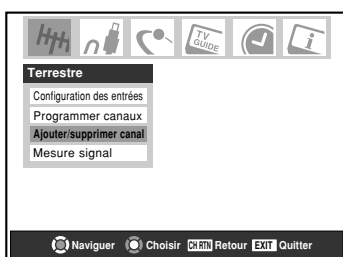 TV
GUIDE
i
Terrestre
Configuration des entrées
Programmer canaux
Ajouter/supprimer canal
Mesure signal
Naviguer Choisir CH RTN Retour EXIT Quitter